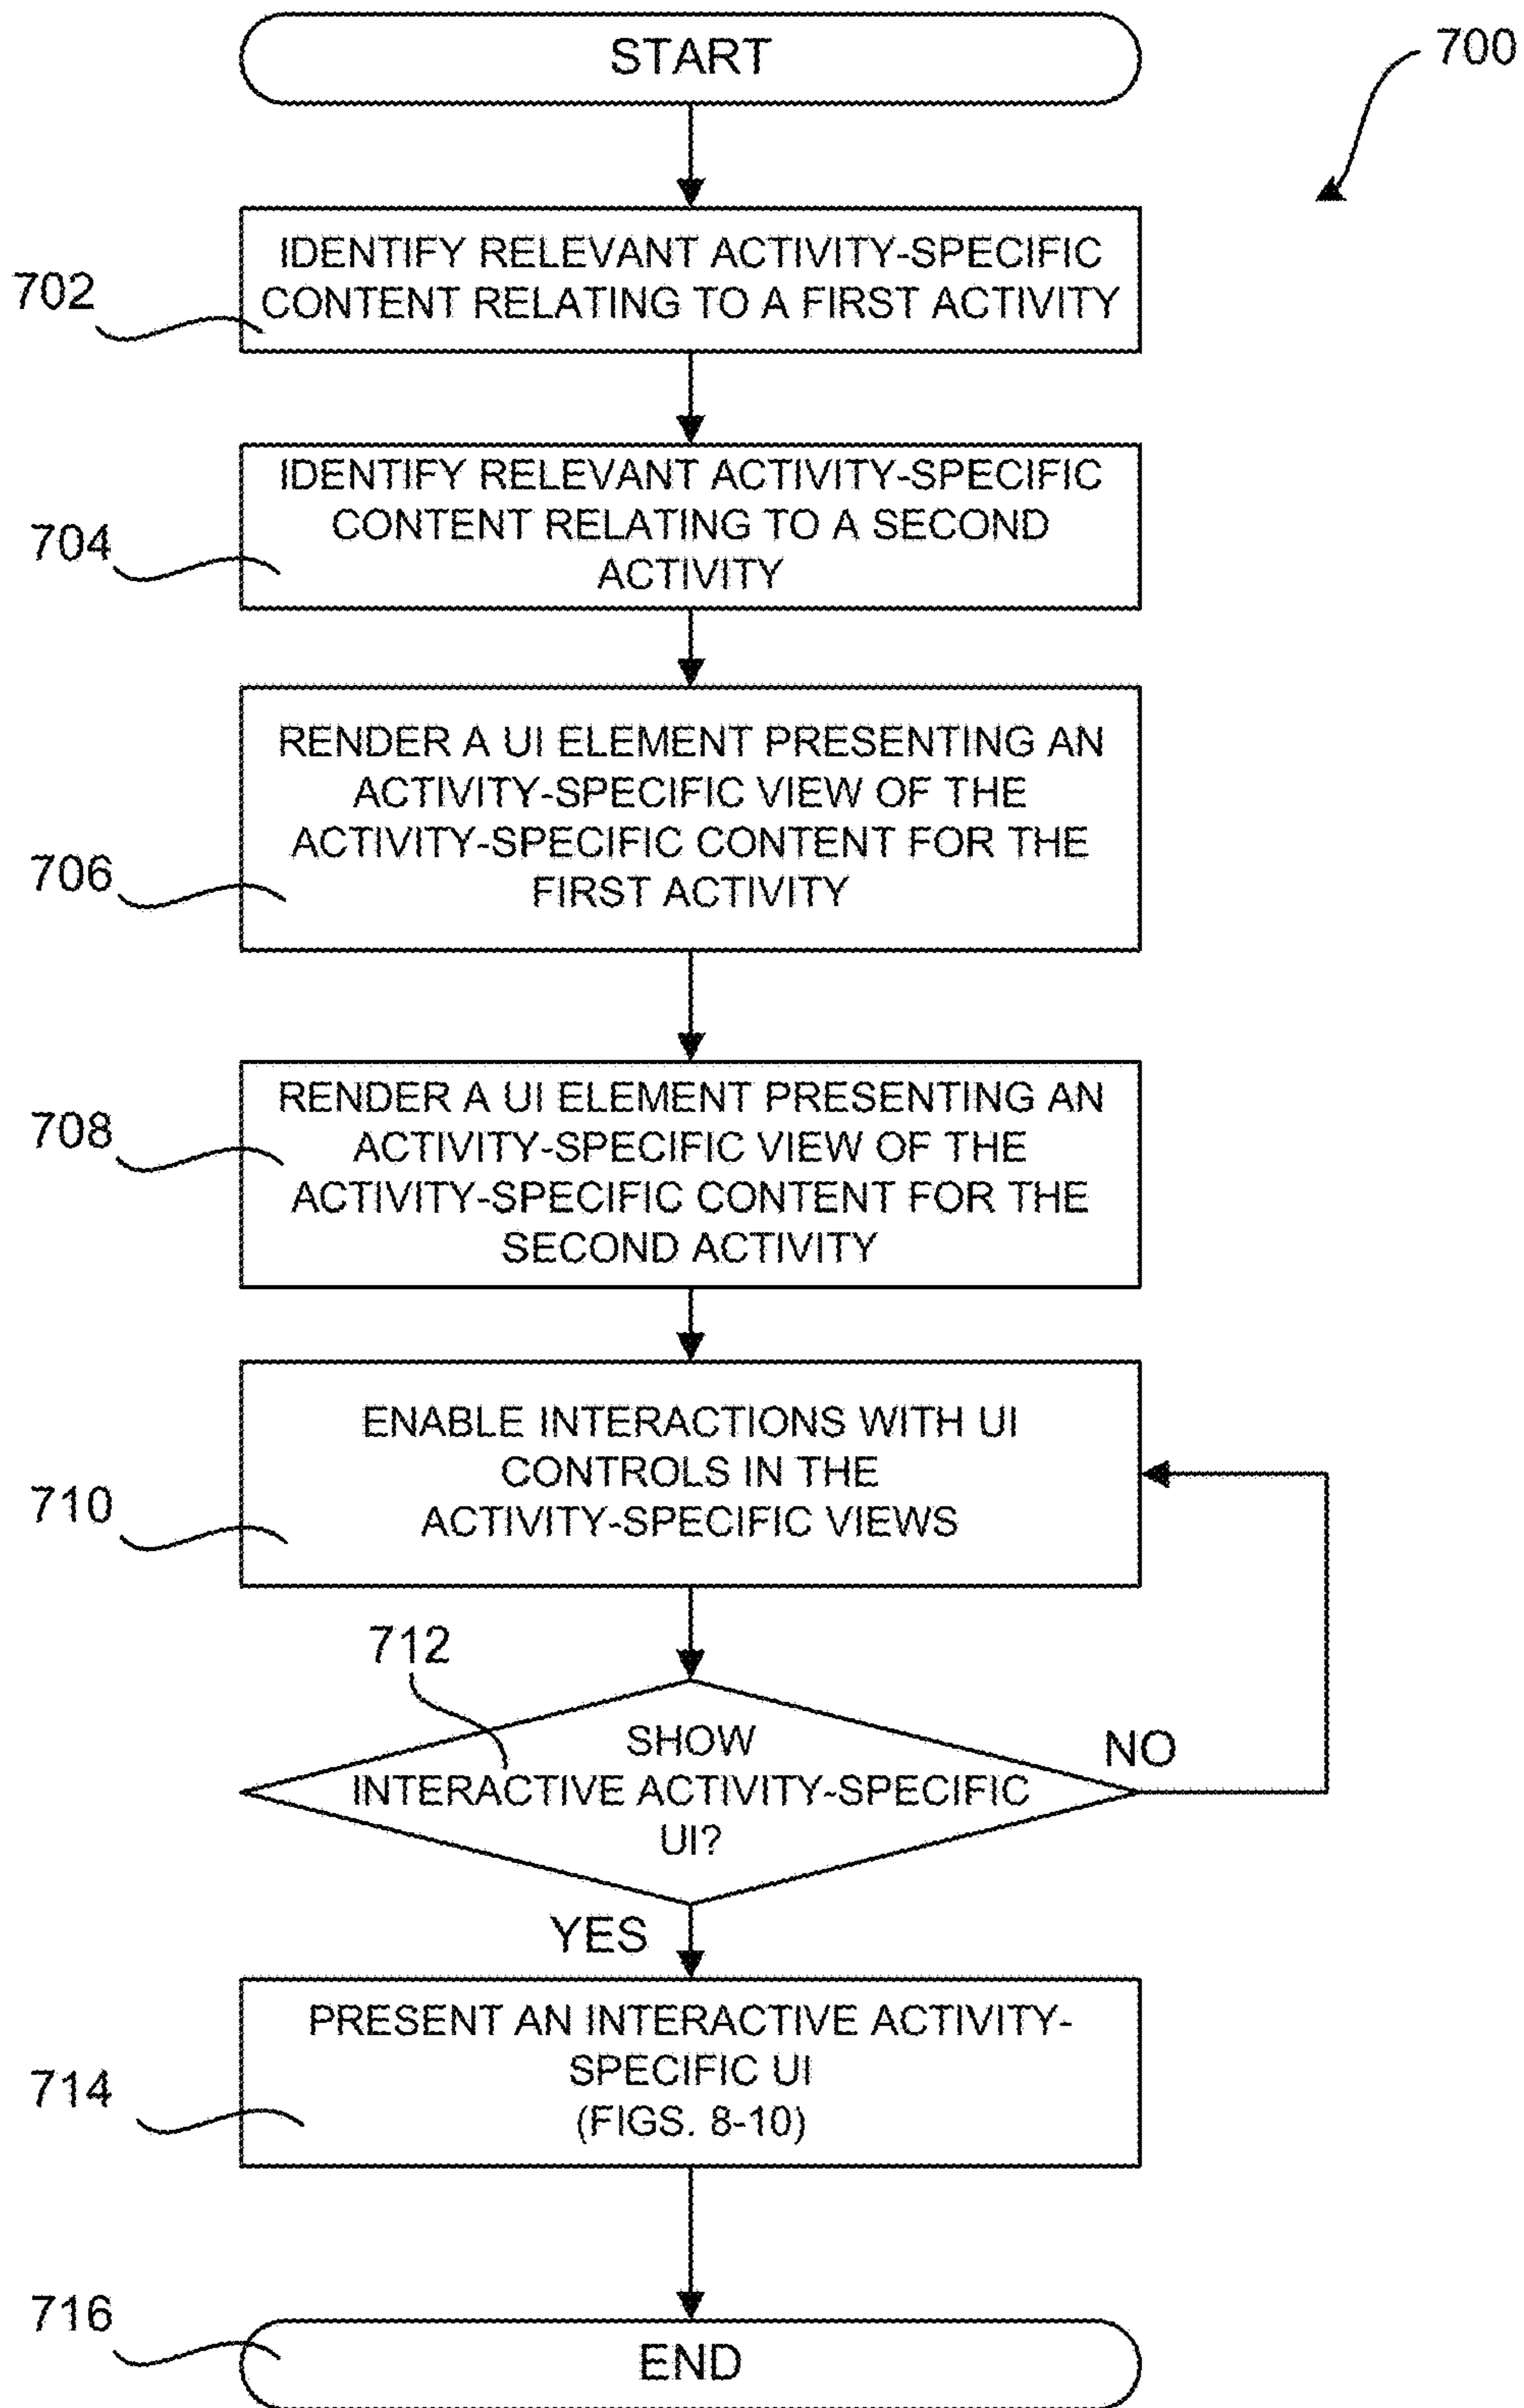 START
700
702
IDENTIFY RELEVANT ACTIVITY-SPECIFIC
CONTENT RELATING TO A FIRST ACTIVITY
704
IDENTIFY RELEVANT ACTIVITY-SPECIFIC
CONTENT RELATING TO A SECOND
ACTIVITY
706
RENDER A UI ELEMENT PRESENTING AN
ACTIVITY-SPECIFIC VIEW OF THE
ACTIVITY-SPECIFIC CONTENT FOR THE
FIRST ACTIVITY
708
RENDER A UI ELEMENT PRESENTING AN
ACTIVITY-SPECIFIC VIEW OF THE
ACTIVITY-SPECIFIC CONTENT FOR THE
SECOND ACTIVITY
710
ENABLE INTERACTIONS WITH UI
CONTROLS IN THE
ACTIVITY-SPECIFIC VIEWS
712
SHOW
INTERACTIVE ACTIVITY-SPECIFIC
UI?
NO
YES
714
PRESENT AN INTERACTIVE ACTIVITY-
SPECIFIC UI
(FIGS. 8-10)
716
END